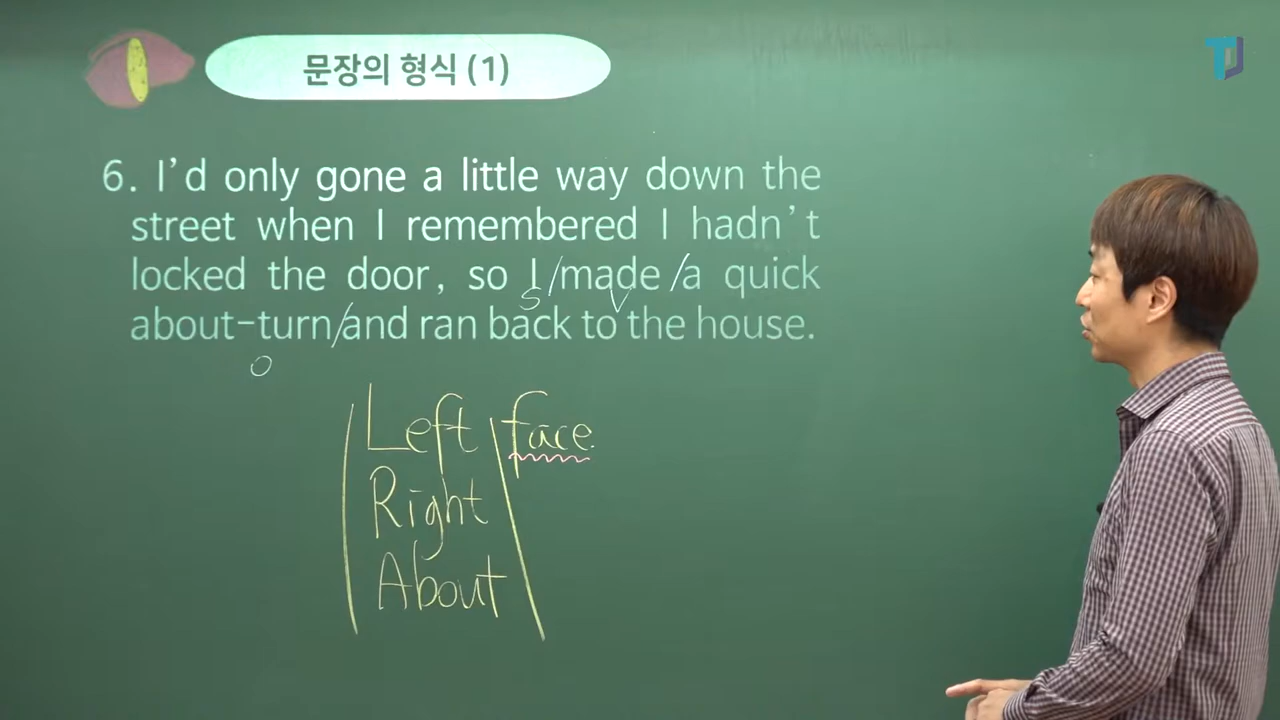 문장의 형식 (1)
TJ
6. I'd only gone a little way down the
street when I remembered I hadn't
locked the door, so I/made/a quick
S V
about-turn/and ran back to the house.
O
Left face.
Right
About